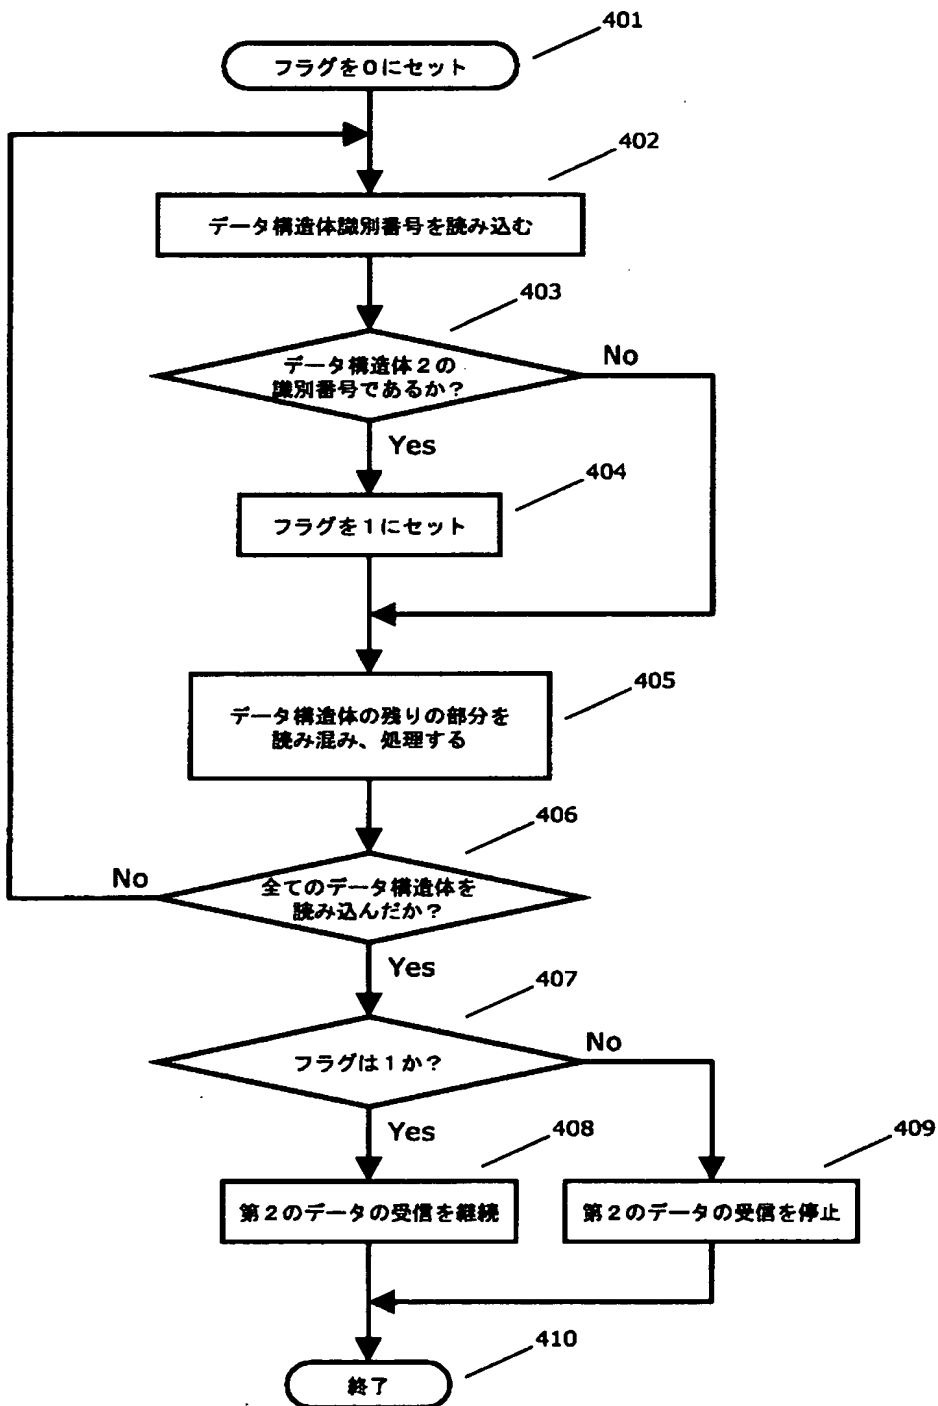 401
フラグを０にセット
402
データ構造体識別番号を読み込む
403
データ構造体２の
識別番号であるか？
No
Yes
404
フラグを１にセット
405
データ構造体の残りの部分を
読み混み、処理する
406
全てのデータ構造体を
読み込んだか？
No
Yes
407
フラグは１か？
No
Yes
408
第２のデータの受信を継続
409
第２のデータの受信を停止
410
終了